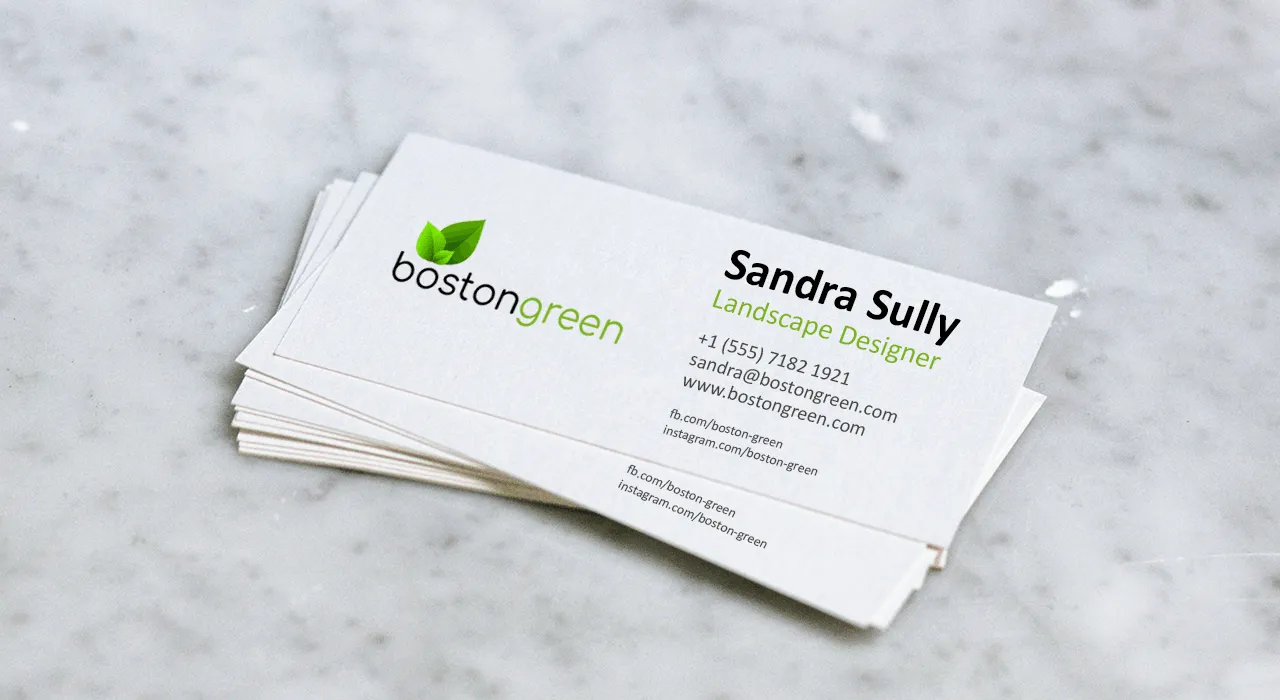 bostongreen
Sandra Sully
Landscape Designer
+1 (555) 7182 1921
sandra@bostongreen.com
www.bostongreen.com
fb.com/boston-green
instagram.com/boston-green
fb.com/boston-green
instagram.com/boston-green